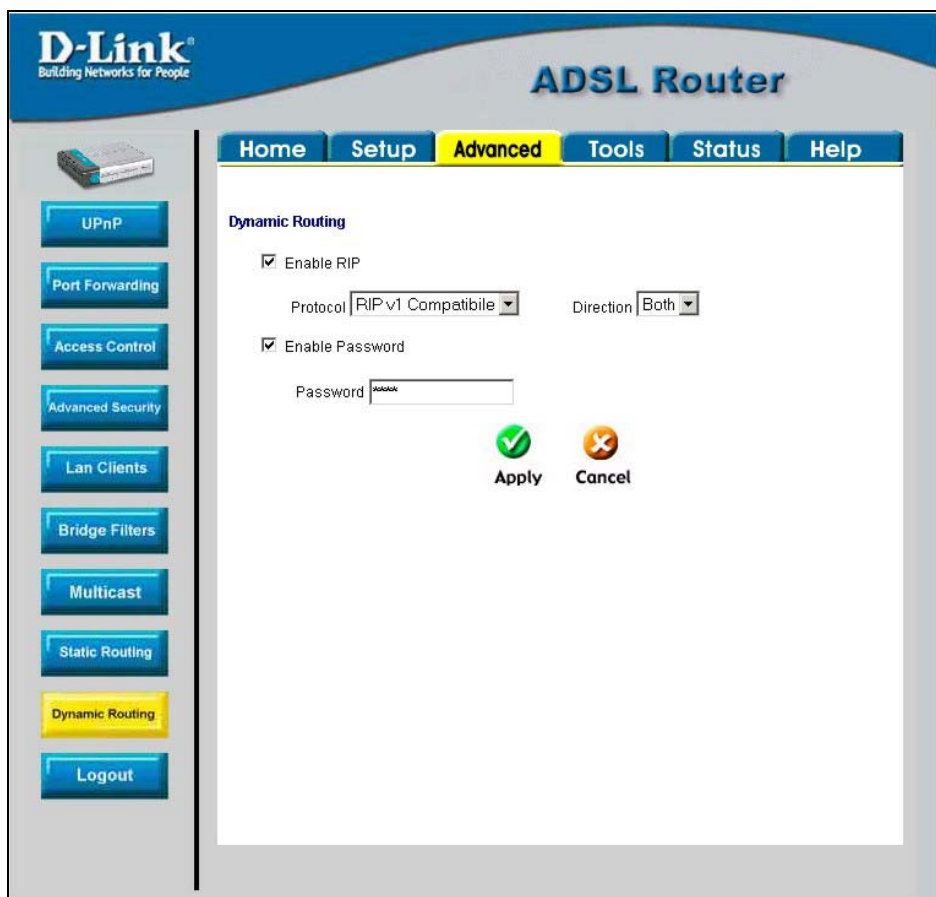 D-Link®
Building Networks for People
ADSL Router
Home Setup Advanced Tools Status Help
UPnP
Port Forwarding
Access Control
Advanced Security
Lan Clients
Bridge Filters
Multicast
Static Routing
Dynamic Routing
Logout
Dynamic Routing
Enable RIP
Protocol RIP v1 Compatibile Direction Both
Enable Password
Password ****
Apply Cancel